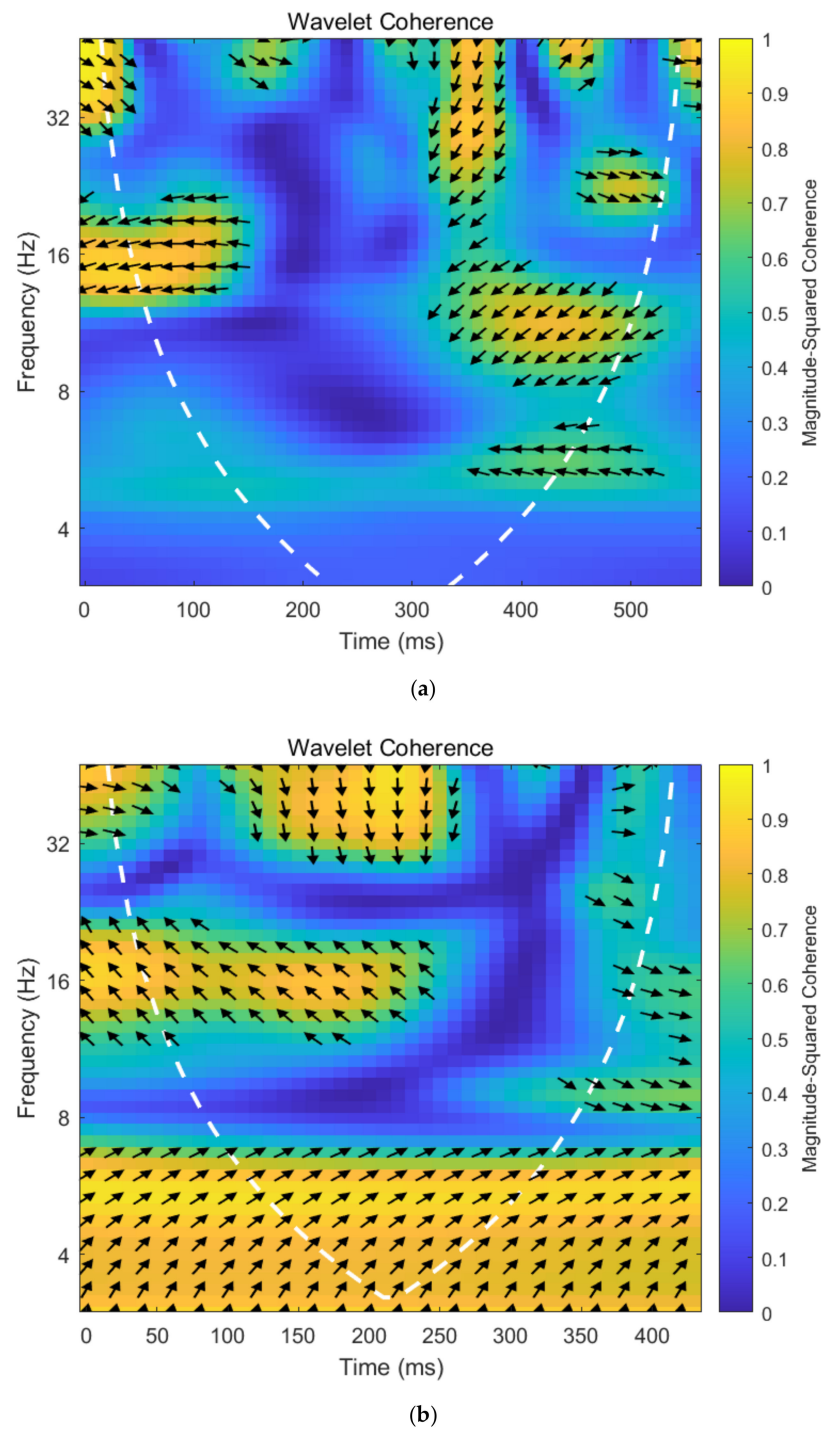 Wavelet Coherence
1
0.9
32
0.8
0.7
0.6
16
0.5
0.4
8
0.3
0.2
4
0.1
0
Frequency (Hz)
Magnitude-Squared Coherence
0 100 200 300 400 500
Time (ms)
(a)
Wavelet Coherence
1
0.9
32
0.8
0.7
0.6
16
0.5
0.4
8
0.3
0.2
4
0.1
0
Frequency (Hz)
Magnitude-Squared Coherence
0 50 100 150 200 250 300 350 400
Time (ms)
(b)